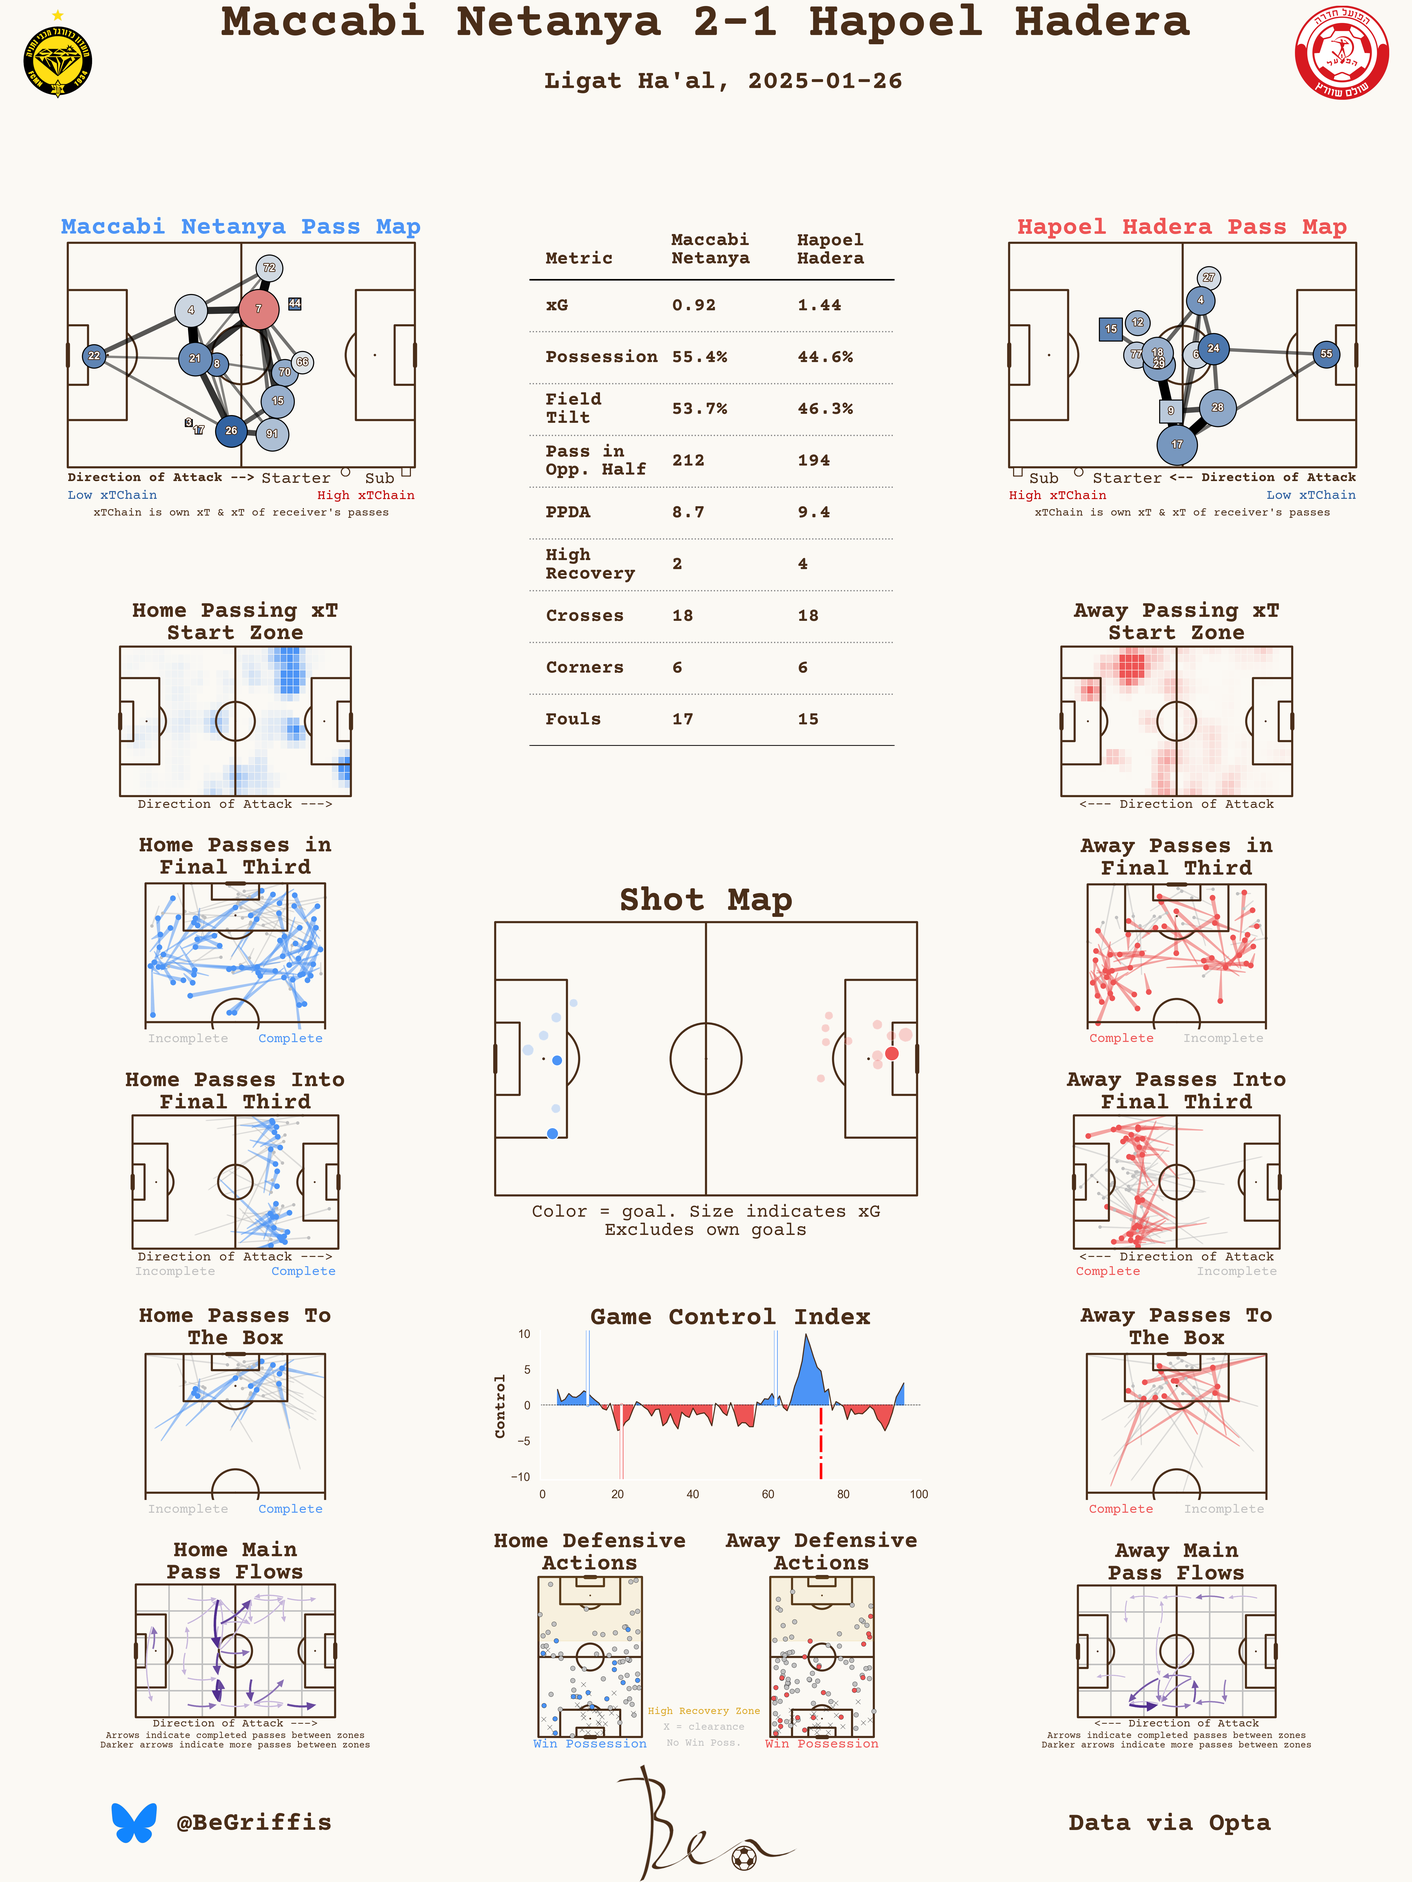 Maccabi Netanya 2-1 Hapoel Hadera
Ligat Ha'al, 2025-01-26
מועדון כדורגל מכבי נתניה
FCMN 1934
הפועל חדרה
הפועל
שולם שוורץ
Maccabi Netanya Pass Map
72
4
7
44
22
21
8
66
70
15
3
17
26
91
Direction of Attack --> Starter Sub
Low xTChain High xTChain
xTChain is own xT & xT of receiver's passes
Metric Maccabi Netanya Hapoel Hadera
xG 0.92 1.44
Possession 55.4% 44.6%
Field Tilt 53.7% 46.3%
Pass in Opp. Half 212 194
PPDA 8.7 9.4
High Recovery 2 4
Crosses 18 18
Corners 6 6
Fouls 17 15
Hapoel Hadera Pass Map
27
4
15
12
77
18
6
24
55
29
9
28
17
Sub Starter <-- Direction of Attack
High xTChain Low xTChain
xTChain is own xT & xT of receiver's passes
Home Passing xT
Start Zone
Direction of Attack --->
Away Passing xT
Start Zone
<--- Direction of Attack
Home Passes in
Final Third
Incomplete Complete
Away Passes in
Final Third
Complete Incomplete
Shot Map
Color = goal. Size indicates xG
Excludes own goals
Home Passes Into
Final Third
Direction of Attack --->
Incomplete Complete
Away Passes Into
Final Third
<--- Direction of Attack
Complete Incomplete
Home Passes To
The Box
Incomplete Complete
Game Control Index
Control
10
5
0
−5
−10
0 20 40 60 80 100
Away Passes To
The Box
Complete Incomplete
Home Main
Pass Flows
Direction of Attack --->
Arrows indicate completed passes between zones
Darker arrows indicate more passes between zones
Home Defensive
Actions
Win Possession
Away Defensive
Actions
Win Possession
High Recovery Zone
X = clearance
No Win Poss.
Away Main
Pass Flows
<--- Direction of Attack
Arrows indicate completed passes between zones
Darker arrows indicate more passes between zones
@BeGriffis
Ben
Data via Opta